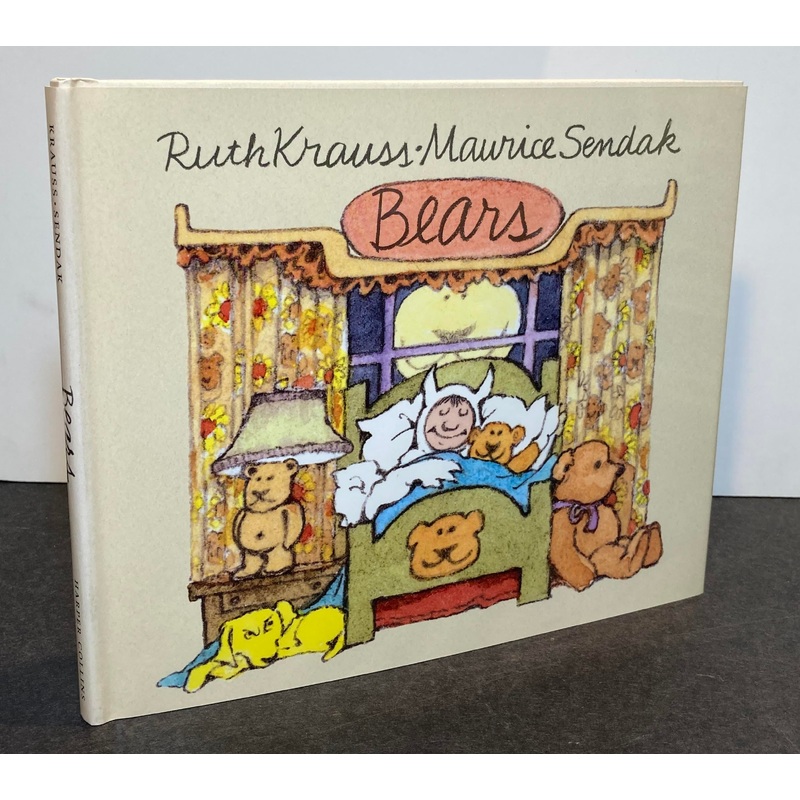 Ruth Krauss · Maurice Sendak
Bears
KRAUSS · SENDAK
Bears
HARPER COLLINS